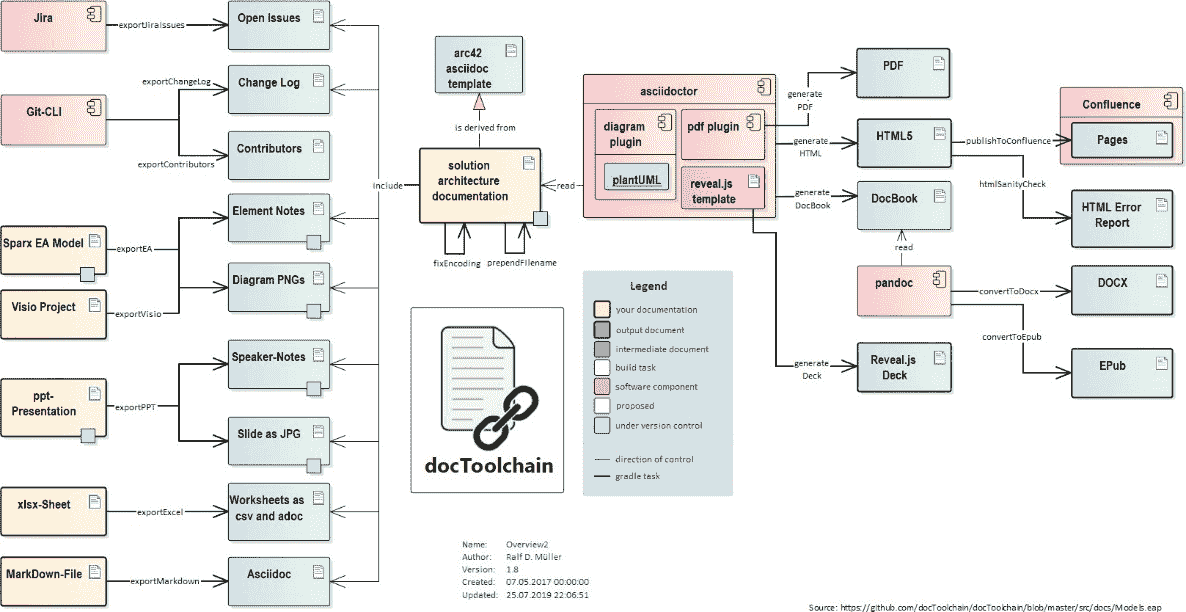 Jira
exportJiraIssues
Open Issues
Git-CLI
exportChangeLog
Change Log
exportContributors
Contributors
Sparx EA Model
exportEA
Element Notes
Visio Project
exportVisio
Diagram PNGs
ppt-
Presentation
exportPPT
Speaker-Notes
Slide as JPG
xlsx-Sheet
exportExcel
Worksheets as
csv and adoc
MarkDown-File
exportMarkdown
Asciidoc
include
arc42
asciidoc
template
is derived from
solution
architecture
documentation
fixEncoding
prependFilename
read
asciidoctor
diagram
plugin
plantUML
pdf plugin
reveal.js
template
generate
PDF
PDF
generate
HTML
HTML5
generate
DocBook
DocBook
publishToConfluence
Confluence
Pages
htmlSanityCheck
HTML Error
Report
read
pandoc
convertToDocx
DOCX
convertToEpub
EPub
generate
Deck
Reveal.js
Deck
Legend
your documentation
output document
intermediate document
build task
software component
proposed
under version control
direction of control
gradle task
docToolchain
Name: Overview2
Author: Ralf D. Müller
Version: 1.8
Created: 07.05.2017 00:00:00
Updated: 25.07.2019 22:06:51
Source: https://github.com/docToolchain/docToolchain/blob/master/src/docs/Models.eap